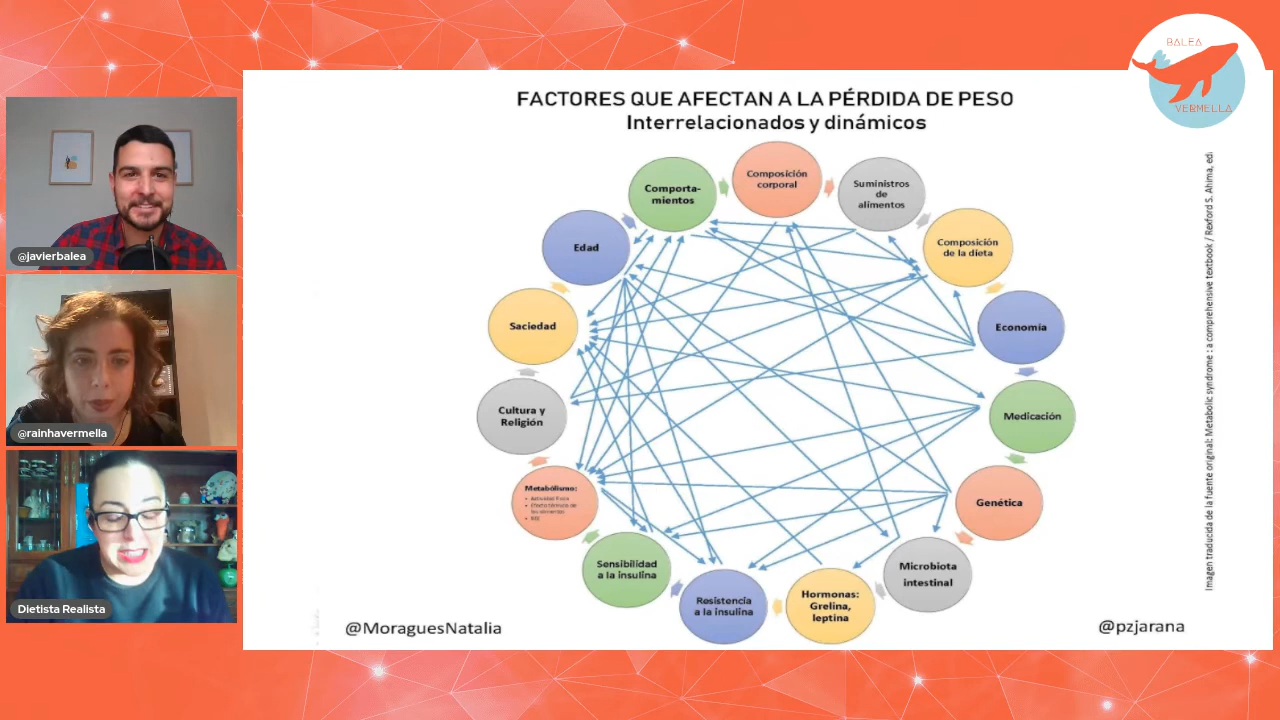 BALEA
VERMELLA
@javierbalea
@rainhavermella
Dietista Realista
FACTORES QUE AFECTAN A LA PÉRDIDA DE PESO
Interrelacionados y dinámicos
Composición
corporal
Suministros
de
alimentos
Composición
de la dieta
Economía
Medicación
Genética
Microbiota
intestinal
Hormonas:
Grelina,
leptina
Resistencia
a la insulina
Sensibilidad
a la insulina
Metabólismo:
Cultura y
Religión
Saciedad
Edad
Comporta-
mientos
Imagen traducida de la fuente original: Metabolic syndrome : a comprehensive textbook / Rexford S. Ahima, edi
@MoraguesNatalia
@pzjarana